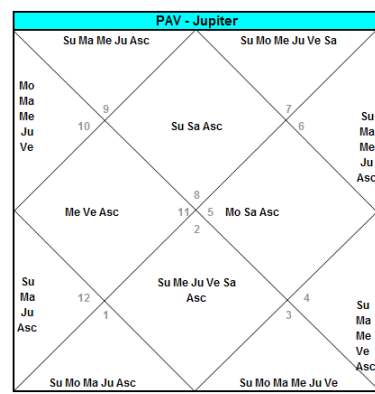 PAV - Jupiter
Su Ma Me Ju Asc
Su Mo Me Ju Ve Sa
Mo
Ma
Me
Ju
Ve
9
10
7
6
Su Sa Asc
Su
Ma
Ma
Me
Ju
Asc
8
Me Ve Asc
11
5
Mo Sa Asc
2
Su Me Ju Ve Sa
Asc
Su
Ma
Ju
Asc
12
1
4
3
Su
Ma
Me
Ve
Asc
Su Mo Ma Ju Asc
Su Mo Ma Me Ju Ve